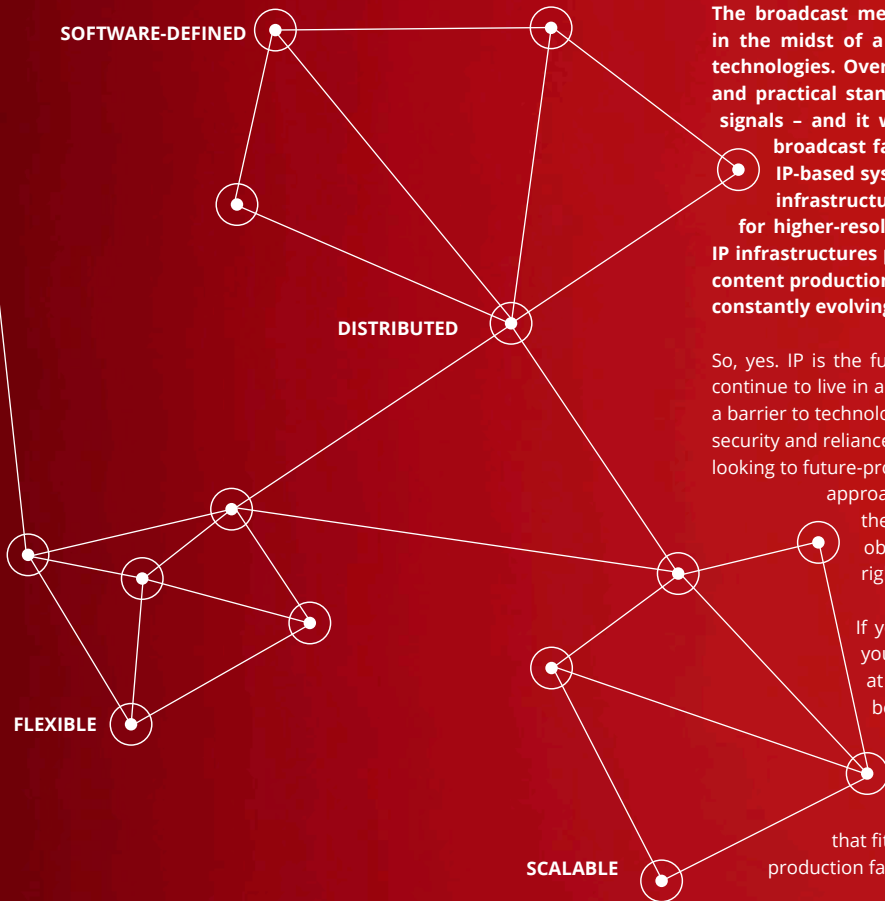 SOFTWARE-DEFINED
DISTRIBUTED
FLEXIBLE
SCALABLE
The broadcast me
in the midst of a
technologies. Over
and practical stan
signals – and it w
broadcast fa
IP-based sys
infrastructu
for higher-resol
IP infrastructures p
content production
constantly evolving
So, yes. IP is the fu
continue to live in a
a barrier to technolo
security and reliance
looking to future-pro
approa
the
ob
rig
If y
you
at
be
that fit
production fa